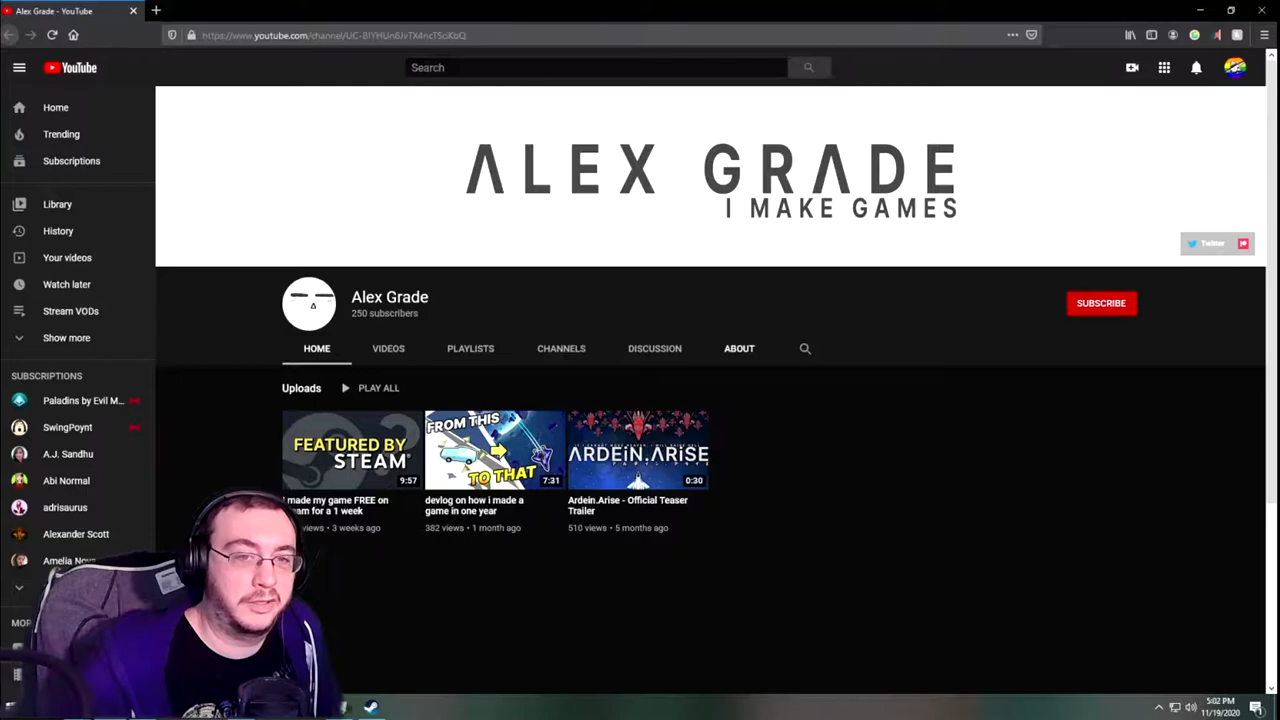 Alex Grade - YouTube
YouTube
Search
Home
Trending
Subscriptions
Library
History
Your videos
Watch later
Stream VODs
Show more
SUBSCRIPTIONS
Paladins by Evil M...
SwingPoynt
A.J. Sandhu
Abi Normal
adrisaurus
Alexander Scott
ALEX GRADE
I MAKE GAMES
Twitter
Alex Grade
250 subscribers
SUBSCRIBE
HOME
VIDEOS
PLAYLISTS
CHANNELS
DISCUSSION
ABOUT
Uploads
PLAY ALL
FEATURED BY
STEAM
9:57
I made my game FREE on
for a 1 week
views • 3 weeks ago
FROM THIS
TO THAT
7:31
devlog on how i made a
game in one year
382 views • 1 month ago
ARDEIN.ARISE
0:30
Ardein.Arise - Official Teaser
Trailer
510 views • 5 months ago
5:02 PM
11/19/2020